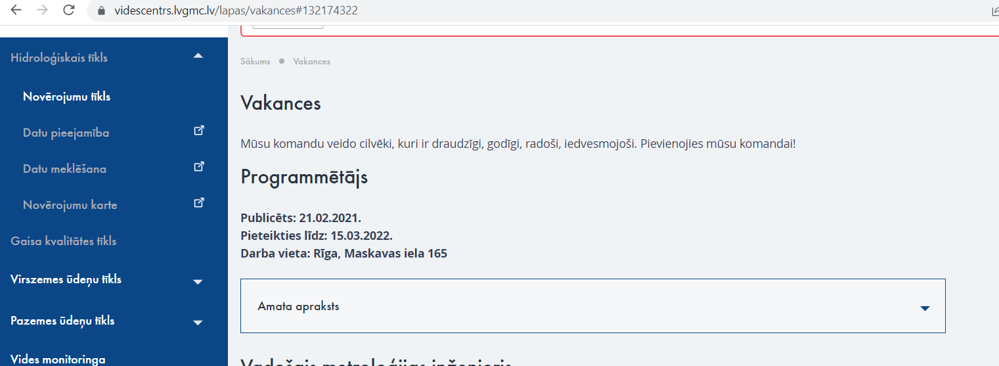 videscentrs.lvgmc.lv/lapas/vakances#132174322
Hidroloģiskais tīkls
Novērojumu tīkls
Datu pieejamība
Datu meklēšana
Novērojumu karte
Gaisa kvalitātes tīkls
Virszemes ūdeņu tīkls
Pazemes ūdeņu tīkls
Vides monitoringa
Sākums ● Vakances
Vakances
Mūsu komandu veido cilvēki, kuri ir draudzīgi, godīgi, radoši, iedvesmojoši. Pievienojies mūsu komandai!
Programmētājs
Publicēts: 21.02.2021.
Pieteikties līdz: 15.03.2022.
Darba vieta: Rīga, Maskavas iela 165
Amata apraksts
Vadošais metroloģijas inženieris